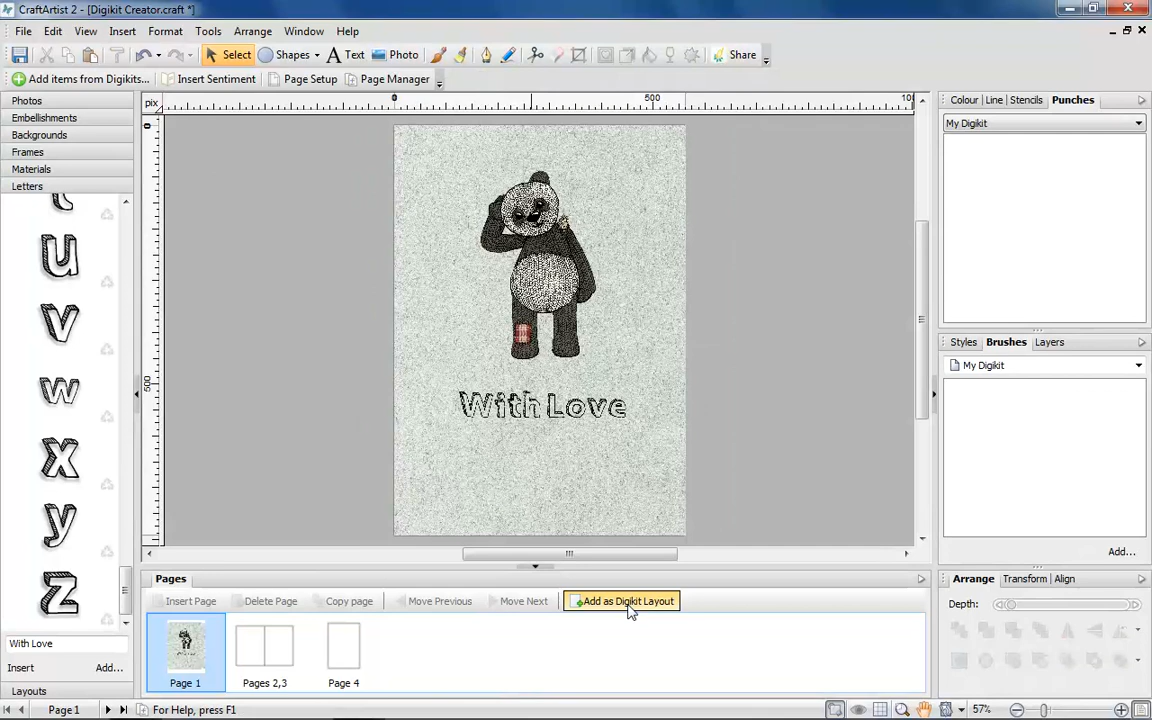 CraftArtist 2 - [Digikit Creator.craft *]
File Edit View Insert Format Tools Arrange Window Help
Select Shapes Text Photo Share
Add items from Digikits... Insert Sentiment Page Setup Page Manager
Photos
Embellishments
Backgrounds
Frames
Materials
Letters
t
u
v
w
x
y
z
With Love
Insert Add...
Layouts
pix 0 500 100
0
500
With Love
Colour Line Stencils Punches
My Digikit
Styles Brushes Layers
My Digikit
Add...
Pages
Insert Page Delete Page Copy page Move Previous Move Next Add as Digikit Layout
Page 1 Pages 2,3 Page 4
Arrange Transform Align
Depth:
Page 1 For Help, press F1 57%